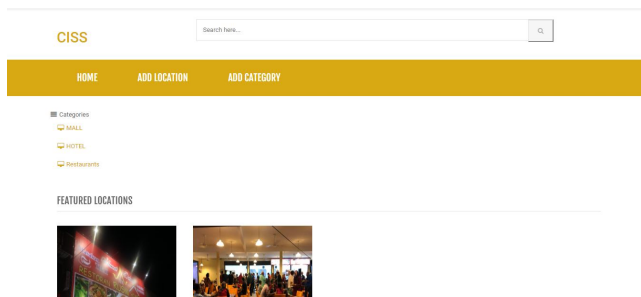 CISS
Search here...
HOME ADD LOCATION ADD CATEGORY
Categories
MALL
HOTEL
Restaurants
FEATURED LOCATIONS